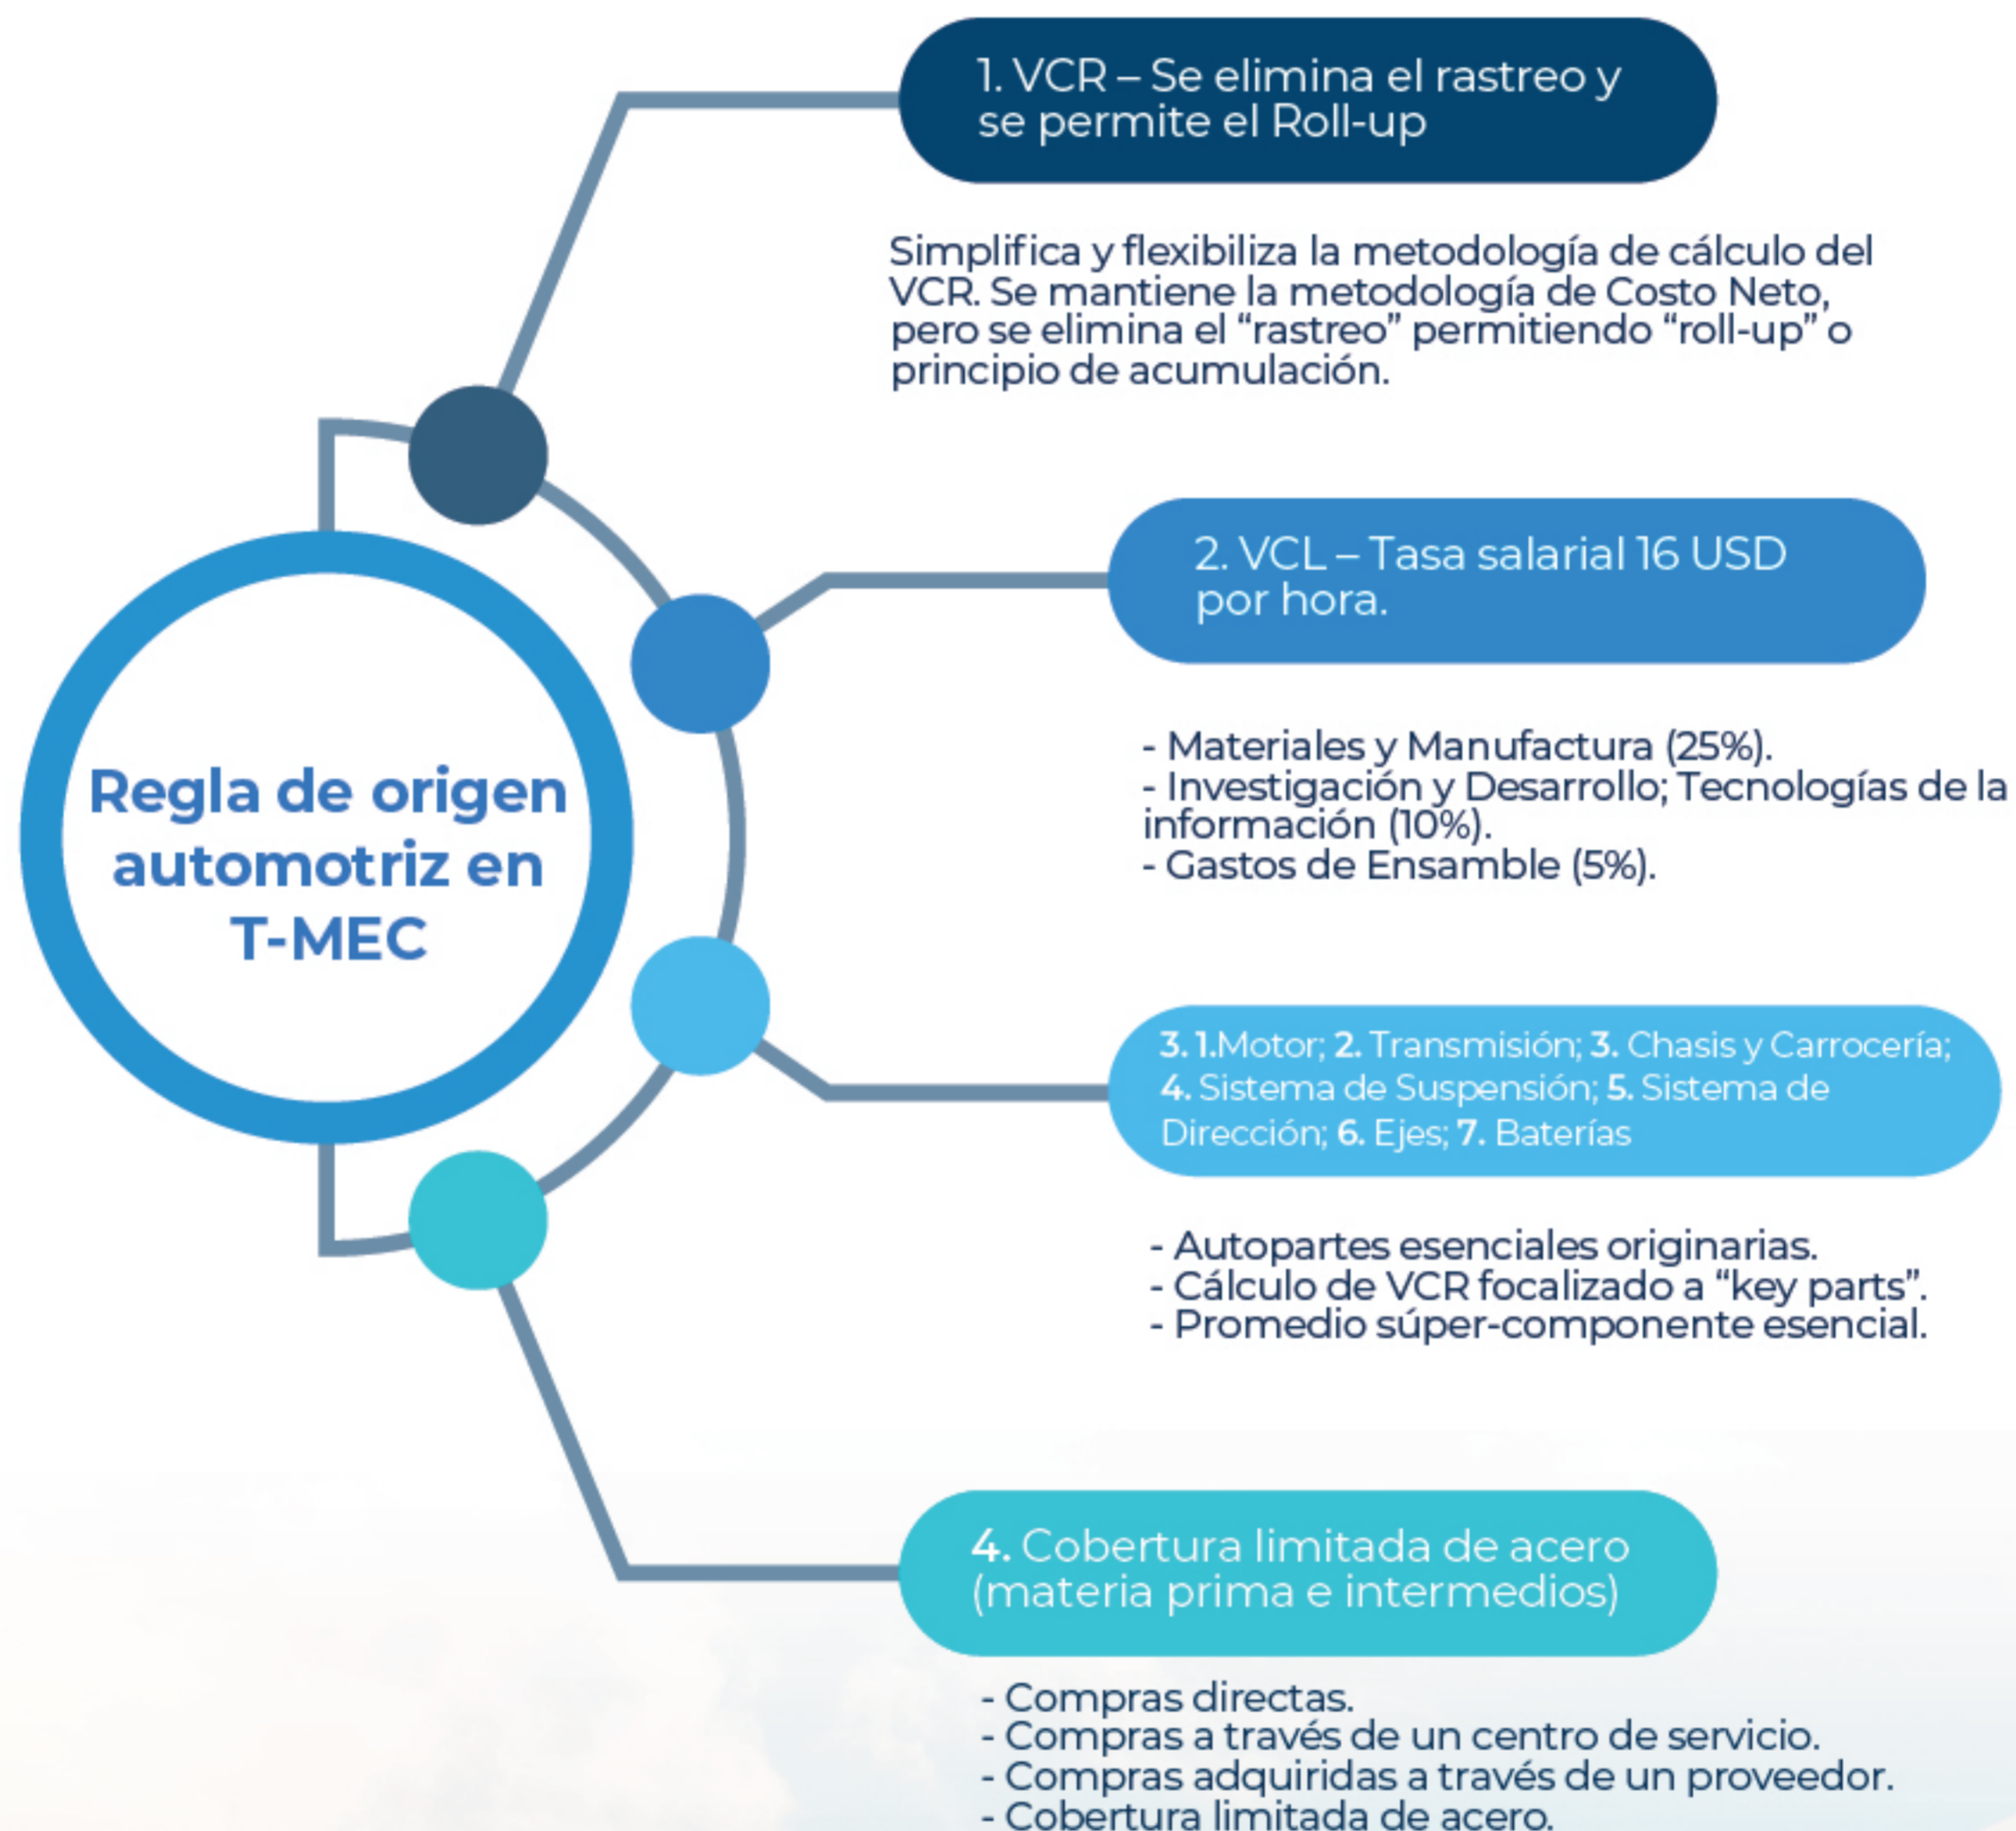 Regla de origen
automotriz en
T-MEC
1. VCR – Se elimina el rastreo y
se permite el Roll-up
Simplifica y flexibiliza la metodología de cálculo del
VCR. Se mantiene la metodología de Costo Neto,
pero se elimina el “rastreo” permitiendo “roll-up” o
principio de acumulación.
2. VCL – Tasa salarial 16 USD
por hora.
- Materiales y Manufactura (25%).
- Investigación y Desarrollo; Tecnologías de la
información (10%).
- Gastos de Ensamble (5%).
3. 1.Motor; 2. Transmisión; 3. Chasis y Carrocería;
4. Sistema de Suspensión; 5. Sistema de
Dirección; 6. Ejes; 7. Baterías
- Autopartes esenciales originarias.
- Cálculo de VCR focalizado a “key parts”.
- Promedio súper-componente esencial.
4. Cobertura limitada de acero
(materia prima e intermedios)
- Compras directas.
- Compras a través de un centro de servicio.
- Compras adquiridas a través de un proveedor.
- Cobertura limitada de acero.